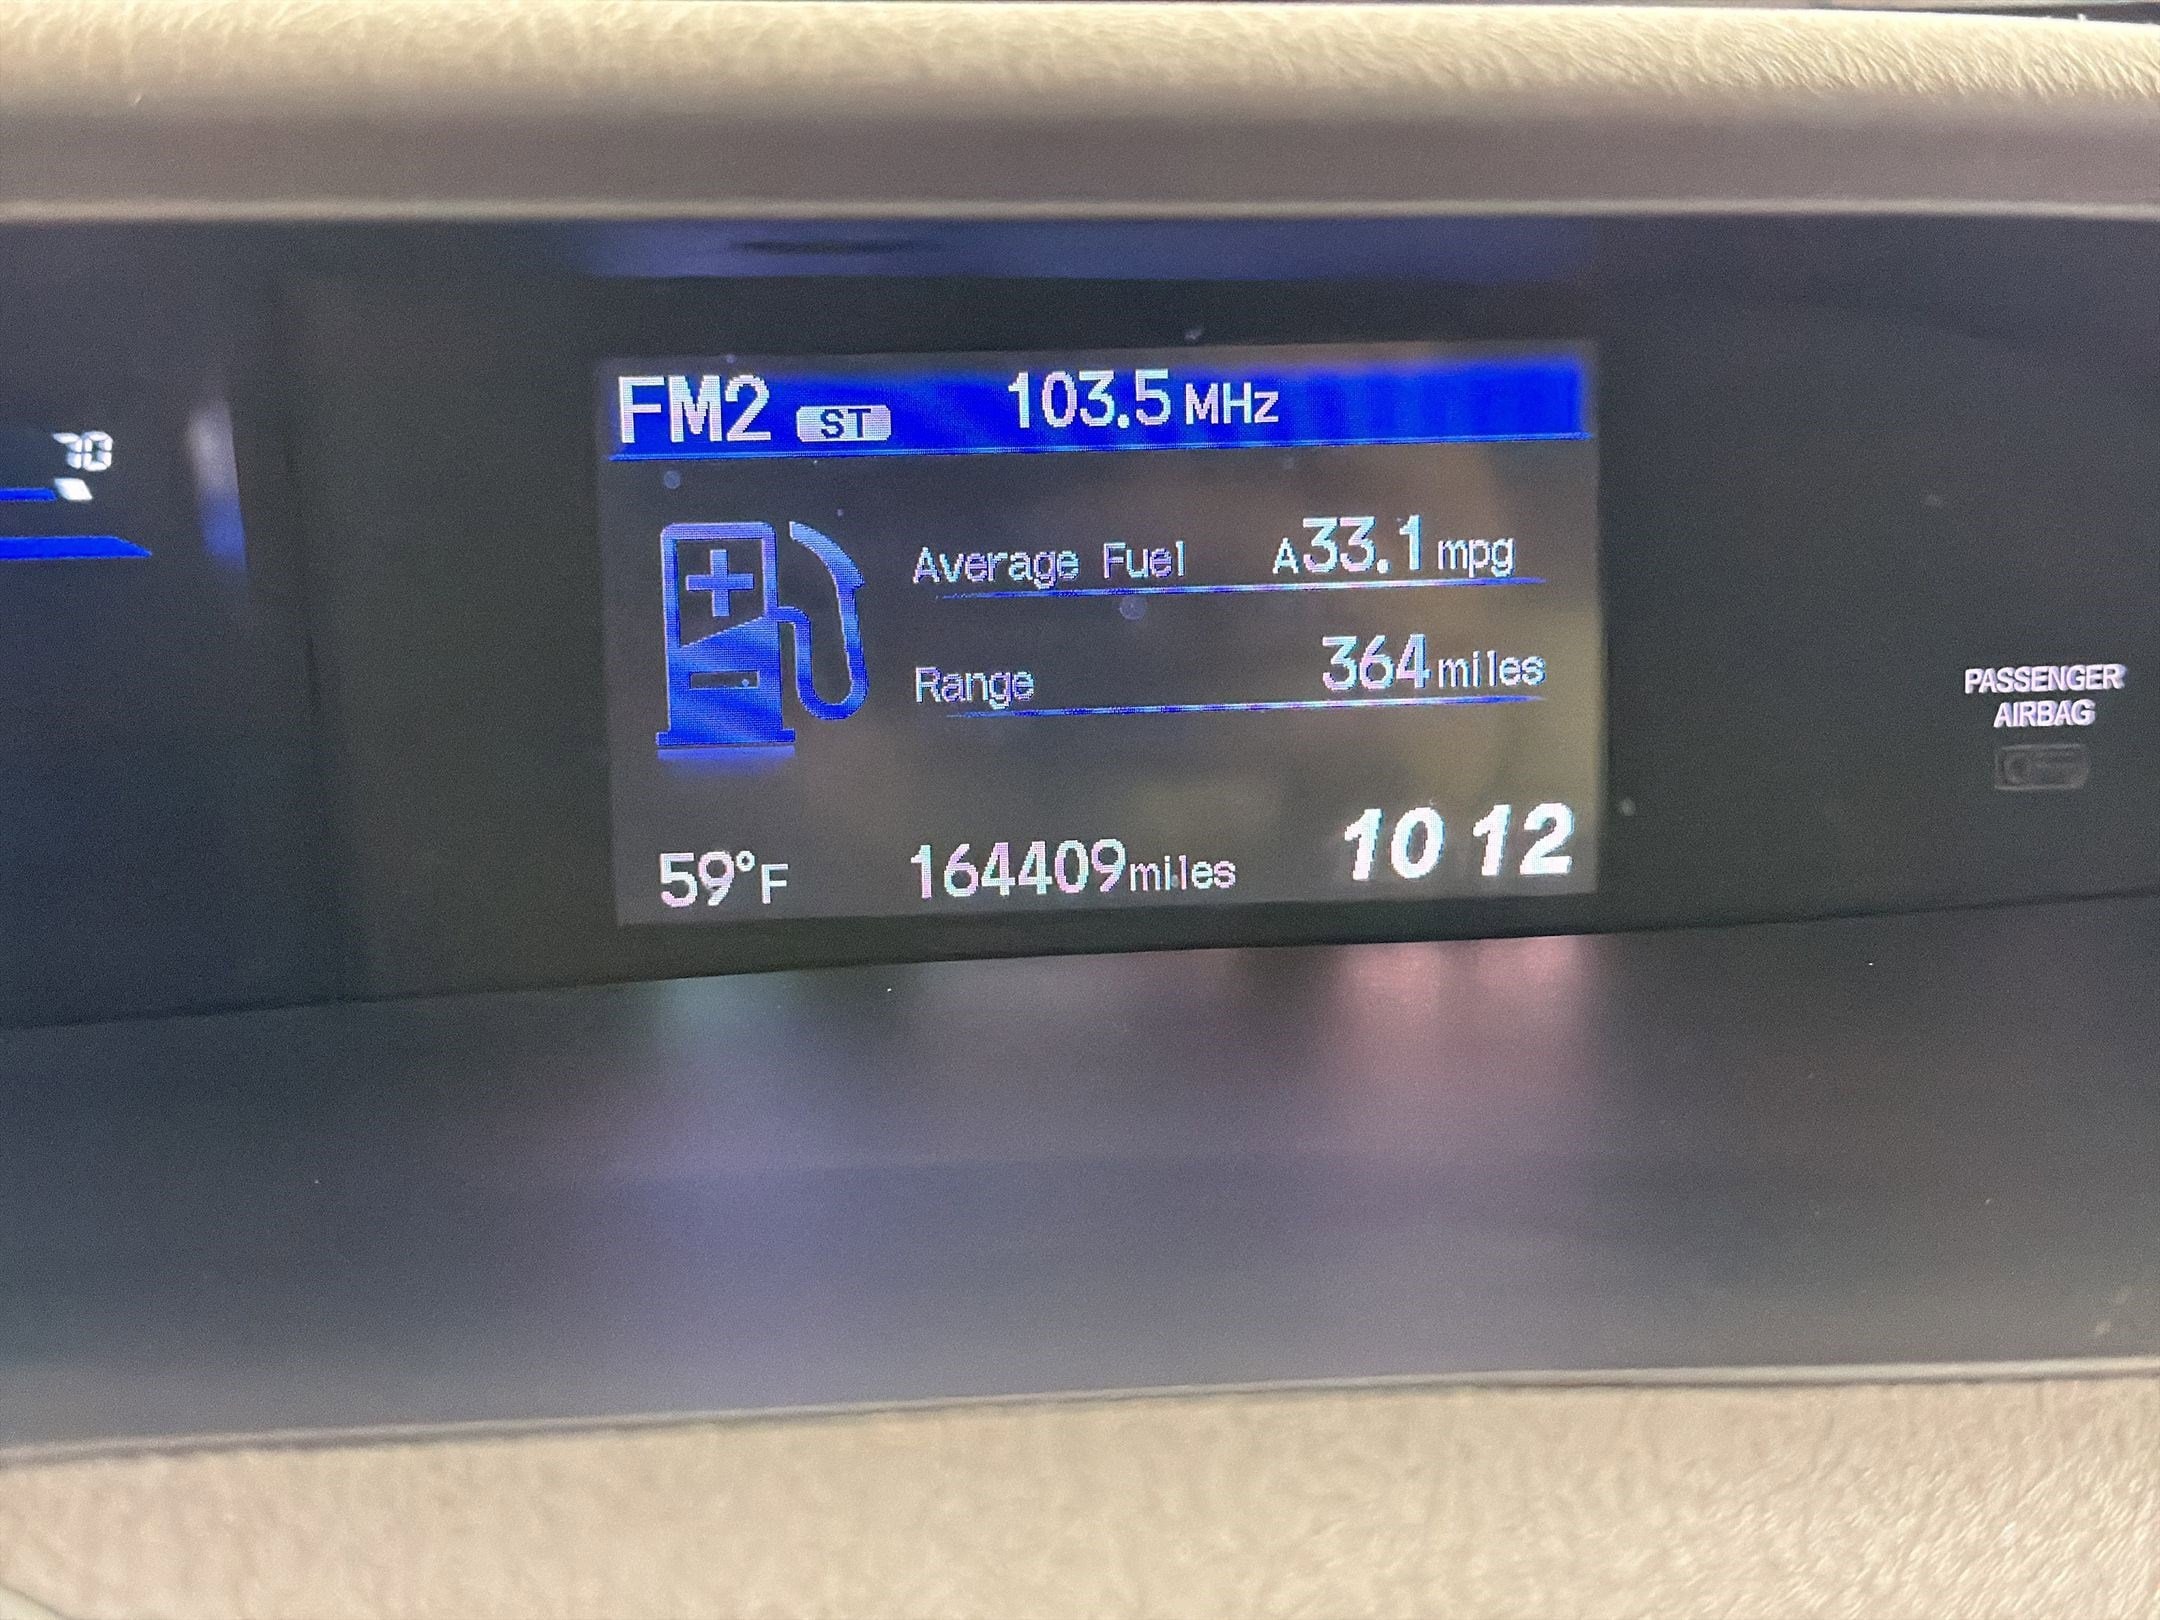 FM2 ST 103.5 MHz
Average Fuel A33.1 mpg
Range 364 miles
59°F 164409 miles 10 12
PASSENGER
AIRBAG